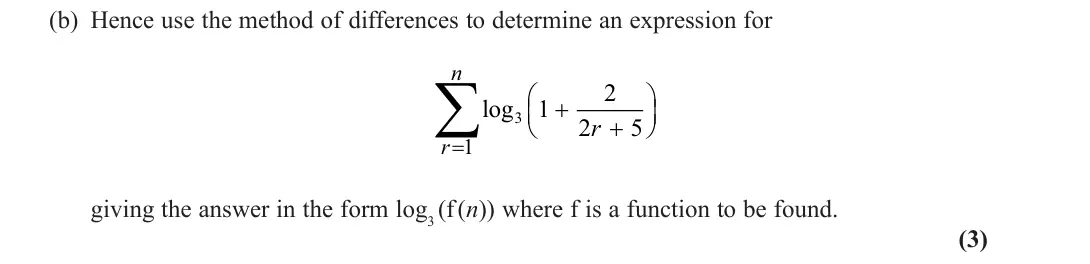 (b) Hence use the method of differences to determine an expression for
n
∑ log₃(1 + 2/(2r + 5))
r=1
giving the answer in the form log₃(f(n)) where f is a function to be found.
(3)